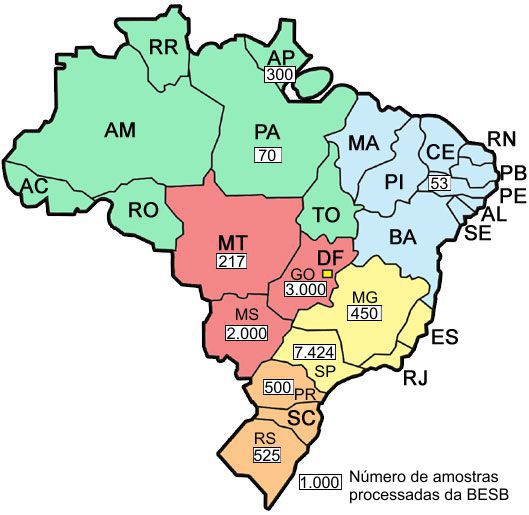 RR
AP
300
AM
PA
70
MA
CE
RN
PB
PI
53
PE
AC
RO
TO
AL
SE
BA
MT
217
DF
GO
3.000
MG
450
MS
2.000
ES
7.424
SP
RJ
500
PR
SC
RS
525
1.000 Número de amostras
processadas da BESB